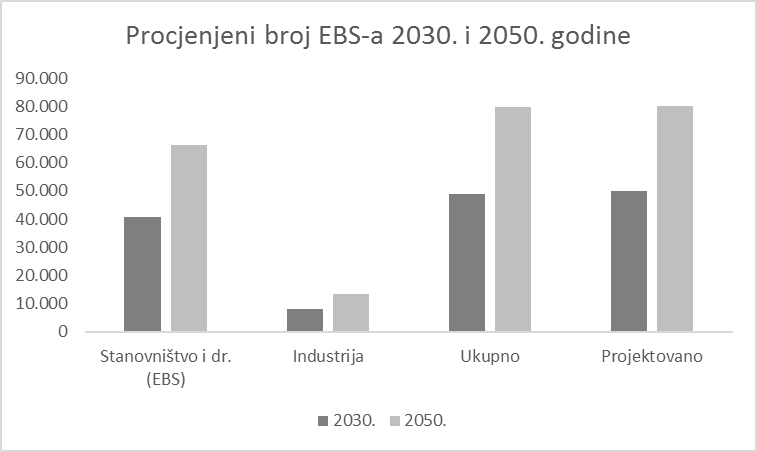 Procjenjeni broj EBS-a 2030. i 2050. godine
90.000
80.000
70.000
60.000
50.000
40.000
30.000
20.000
10.000
0
Stanovništvo i dr.
(EBS)
Industrija
Ukupno
Projektovano
2030.
2050.